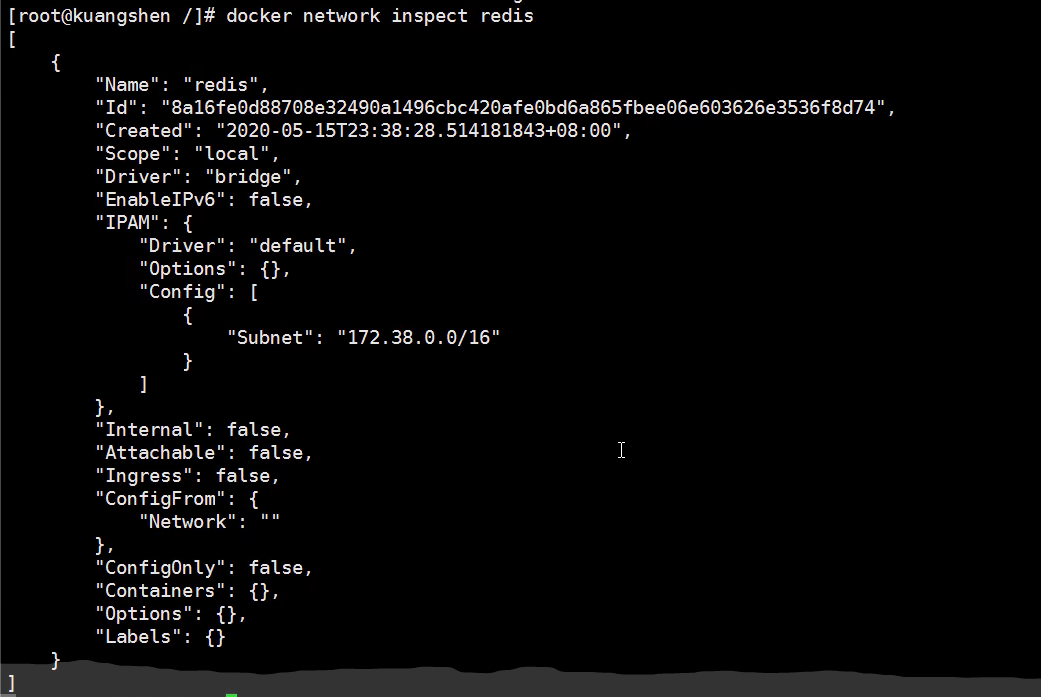 [root@kuangshen /]# docker network inspect redis
[
    {
        "Name": "redis",
        "Id": "8a16fe0d88708e32490a1496cbc420afe0bd6a865fbee06e603626e3536f8d74",
        "Created": "2020-05-15T23:38:28.514181843+08:00",
        "Scope": "local",
        "Driver": "bridge",
        "EnableIPv6": false,
        "IPAM": {
            "Driver": "default",
            "Options": {},
            "Config": [
                {
                    "Subnet": "172.38.0.0/16"
                }
            ]
        },
        "Internal": false,
        "Attachable": false,
        "Ingress": false,
        "ConfigFrom": {
            "Network": ""
        },
        "ConfigOnly": false,
        "Containers": {},
        "Options": {},
        "Labels": {}
    }
]